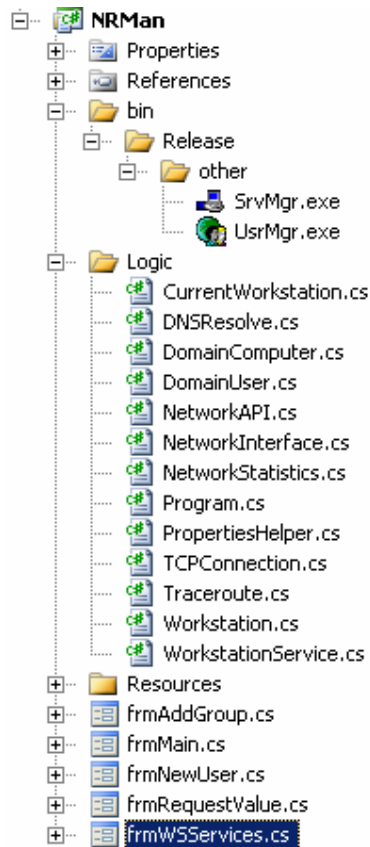 NRMan
Properties
References
bin
Release
other
SrvMgr.exe
UsrMgr.exe
Logic
CurrentWorkstation.cs
DNSResolve.cs
DomainComputer.cs
DomainUser.cs
NetworkAPI.cs
NetworkInterface.cs
NetworkStatistics.cs
Program.cs
PropertiesHelper.cs
TCPConnection.cs
Traceroute.cs
Workstation.cs
WorkstationService.cs
Resources
frmAddGroup.cs
frmMain.cs
frmNewUser.cs
frmRequestValue.cs
frmWSServices.cs